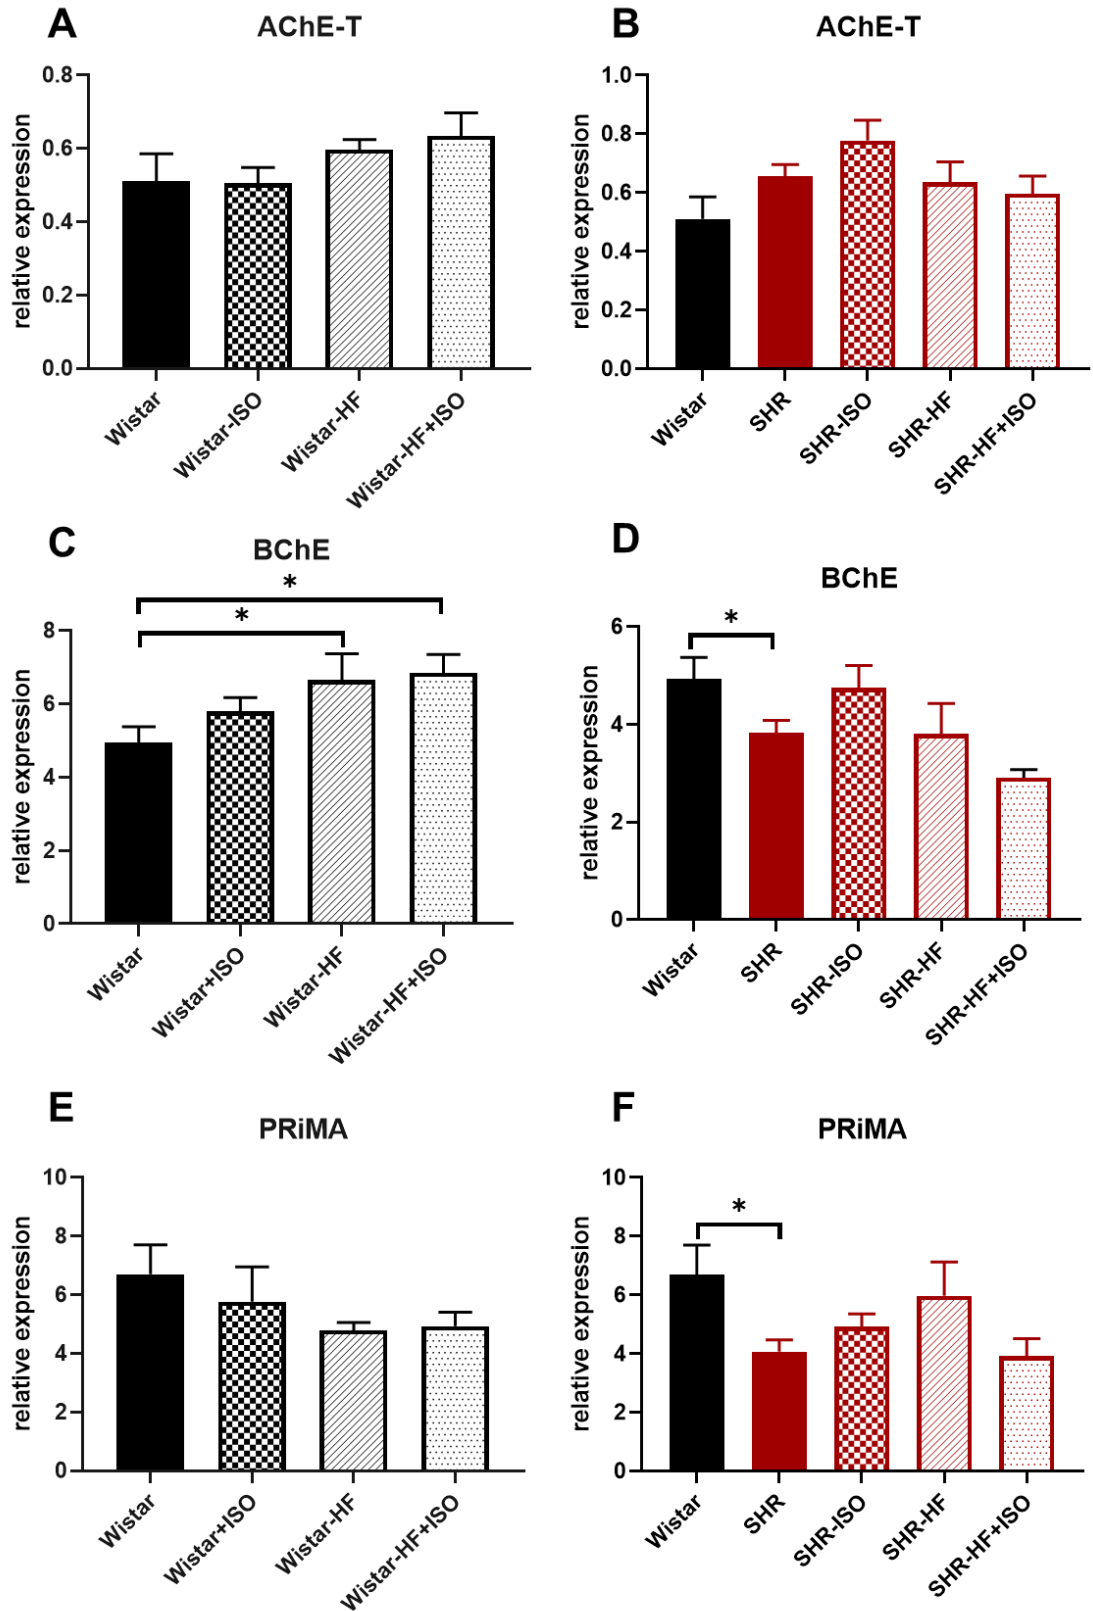 A
AChE-T
relative expression
0.8
0.6
0.4
0.2
0.0
Wistar
Wistar-ISO
Wistar-HF
Wistar-HF+ISO
B
AChE-T
relative expression
1.0
0.8
0.6
0.4
0.2
0.0
Wistar
SHR
SHR-ISO
SHR-HF
SHR-HF+ISO
C
BChE
*
*
relative expression
8
6
4
2
0
Wistar
Wistar+ISO
Wistar-HF
Wistar-HF+ISO
D
BChE
*
relative expression
6
4
2
0
Wistar
SHR
SHR-ISO
SHR-HF
SHR-HF+ISO
E
PRiMA
relative expression
10
8
6
4
2
0
Wistar
Wistar+ISO
Wistar-HF
Wistar-HF+ISO
F
PRiMA
*
relative expression
10
8
6
4
2
0
Wistar
SHR
SHR-ISO
SHR-HF
SHR-HF+ISO